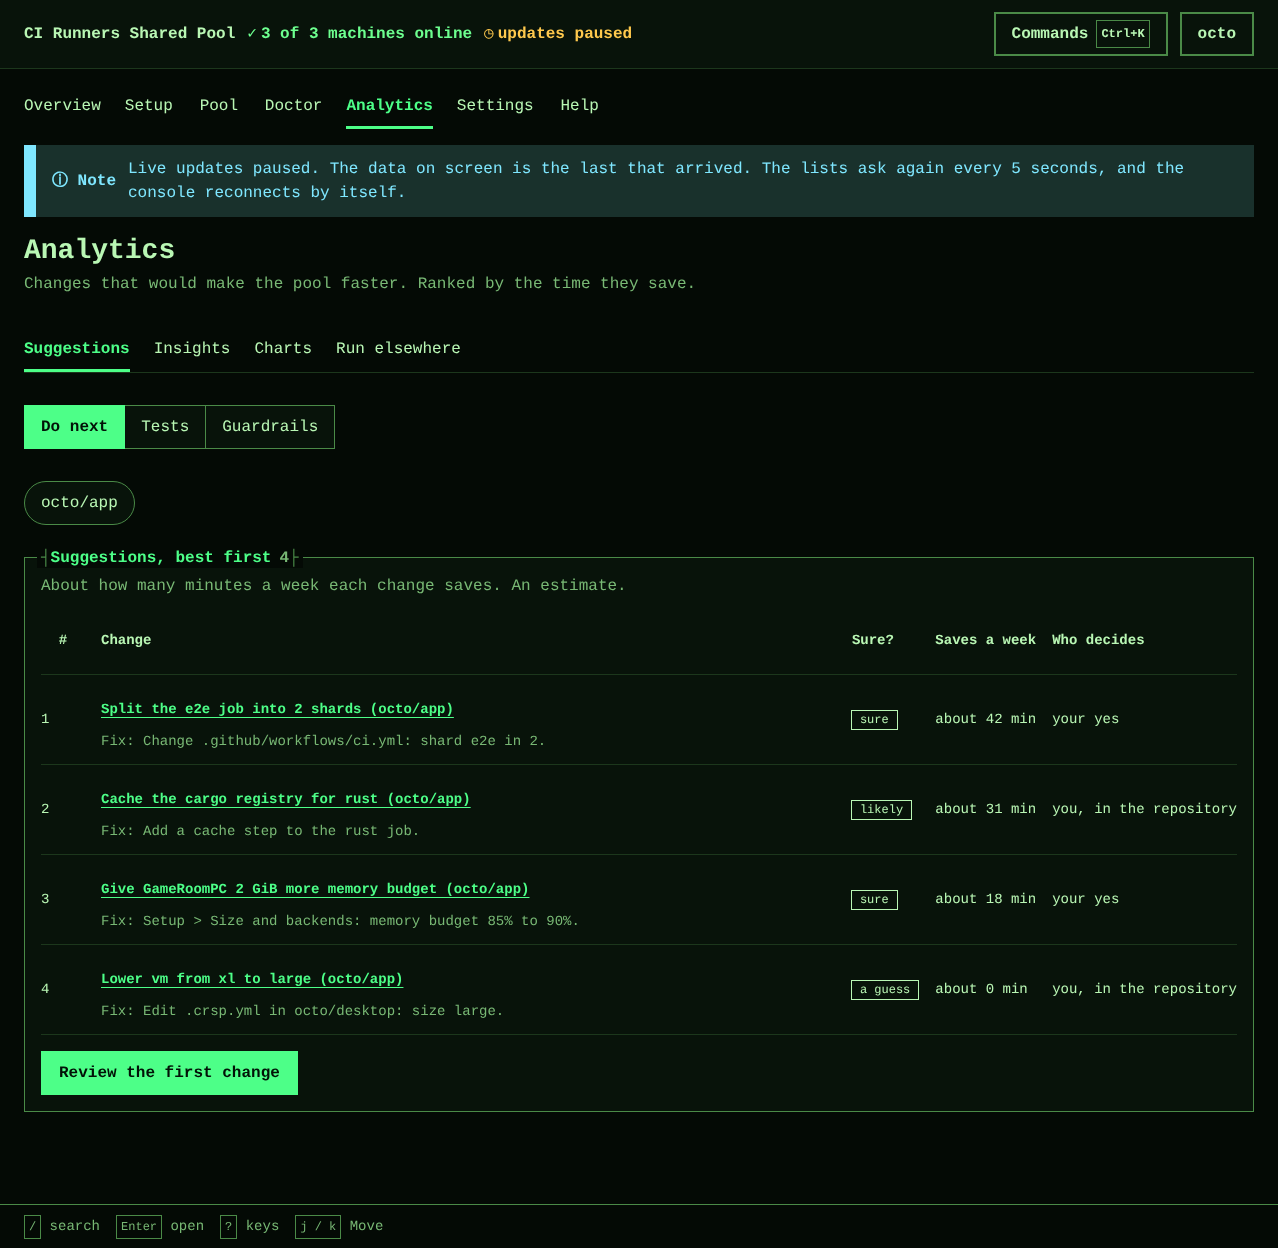 CI Runners Shared Pool ✓ 3 of 3 machines online ◷ updates paused
Commands Ctrl+K octo
Overview Setup Pool Doctor Analytics Settings Help
ⓘ Note Live updates paused. The data on screen is the last that arrived. The lists ask again every 5 seconds, and the
console reconnects by itself.
Analytics
Changes that would make the pool faster. Ranked by the time they save.
Suggestions Insights Charts Run elsewhere
Do next Tests Guardrails
octo/app
┤Suggestions, best first 4├
About how many minutes a week each change saves. An estimate.
# Change Sure? Saves a week Who decides
Split the e2e job into 2 shards (octo/app)
1 sure about 42 min your yes
Fix: Change .github/workflows/ci.yml: shard e2e in 2.
Cache the cargo registry for rust (octo/app)
2 likely about 31 min you, in the repository
Fix: Add a cache step to the rust job.
Give GameRoomPC 2 GiB more memory budget (octo/app)
3 sure about 18 min your yes
Fix: Setup > Size and backends: memory budget 85% to 90%.
Lower vm from xl to large (octo/app)
4 a guess about 0 min you, in the repository
Fix: Edit .crsp.yml in octo/desktop: size large.
Review the first change
/ search Enter open ? keys j / k Move